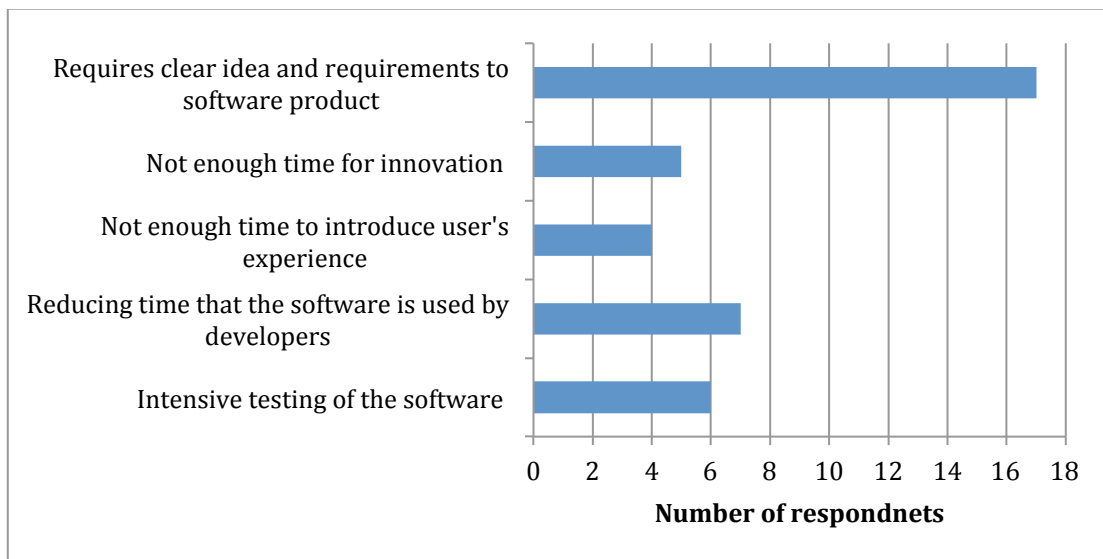 Requires clear idea and requirements to
software product
Not enough time for innovation
Not enough time to introduce user's
experience
Reducing time that the software is used by
developers
Intensive testing of the software
0 2 4 6 8 10 12 14 16 18
Number of respondnets